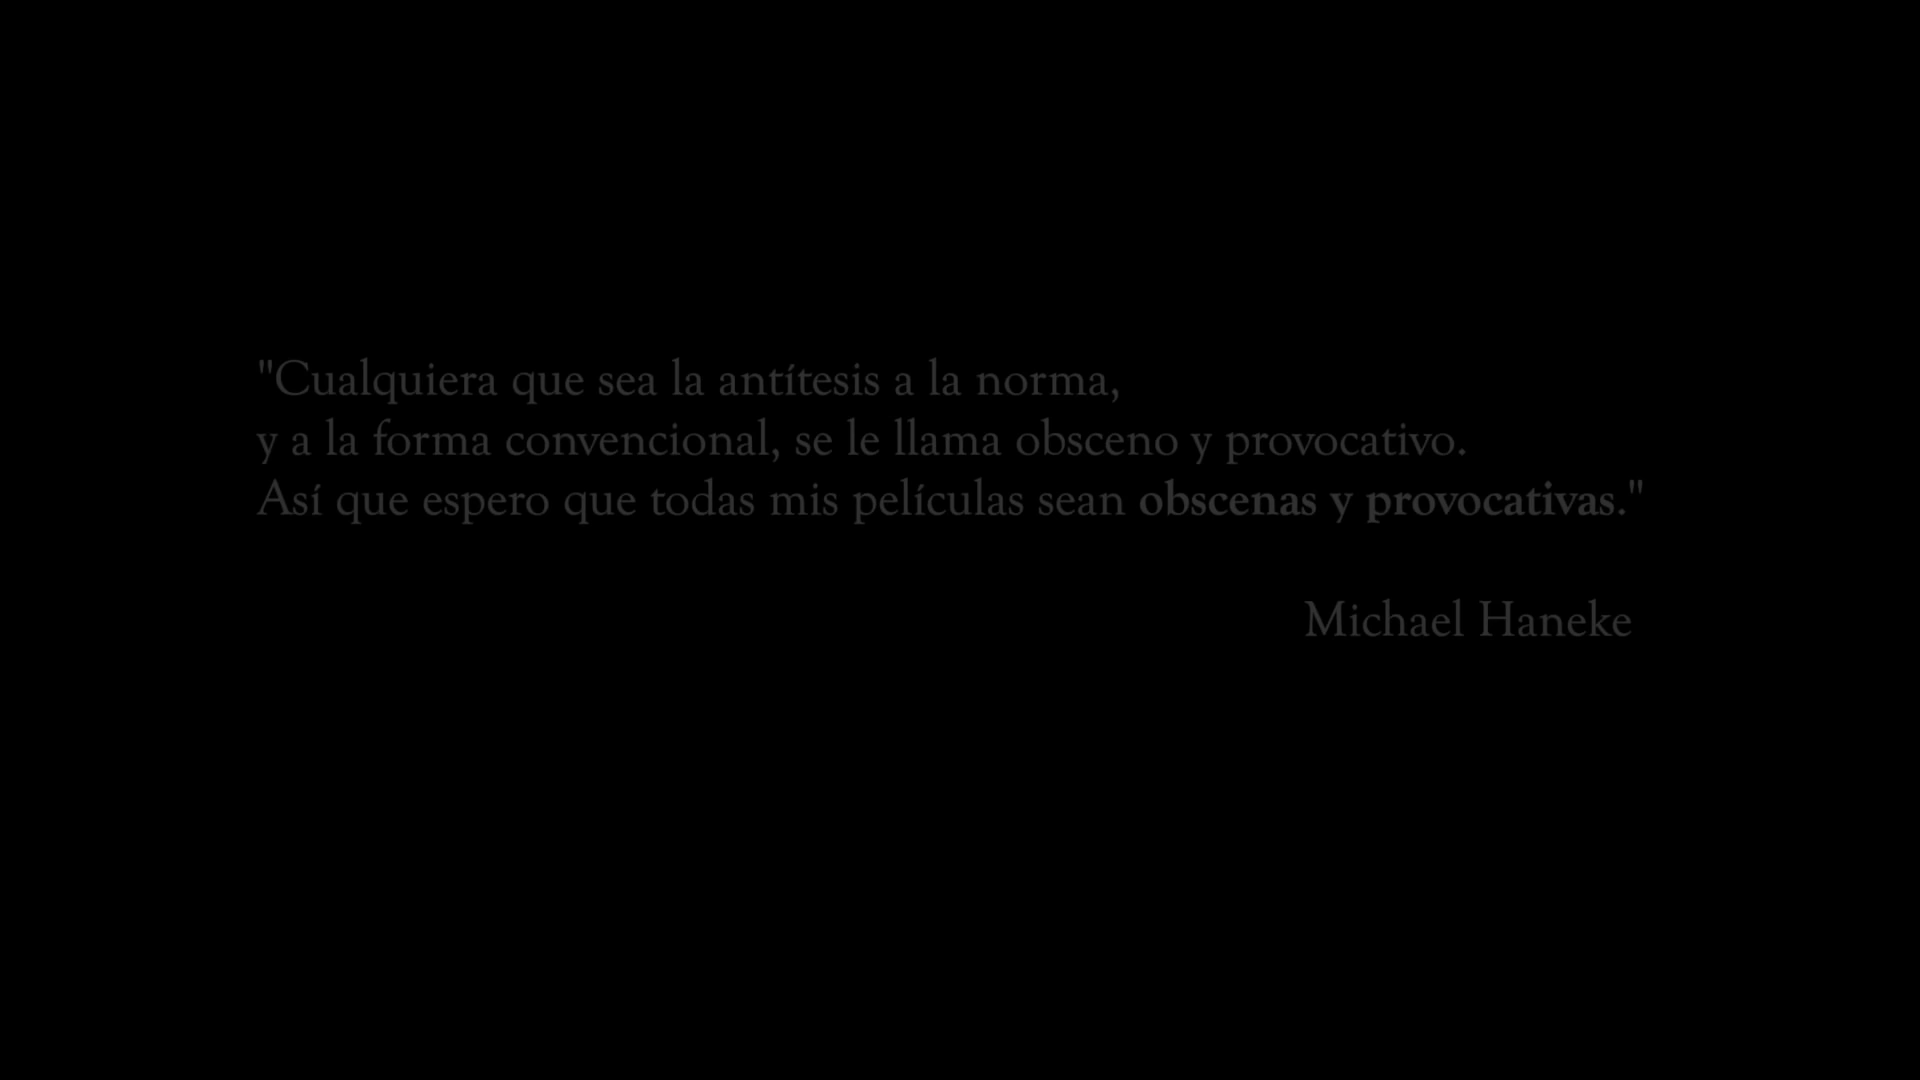 "Cualquiera que sea la antítesis a la norma,
y a la forma convencional, se le llama obsceno y provocativo.
Así que espero que todas mis películas sean obscenas y provocativas."
Michael Haneke